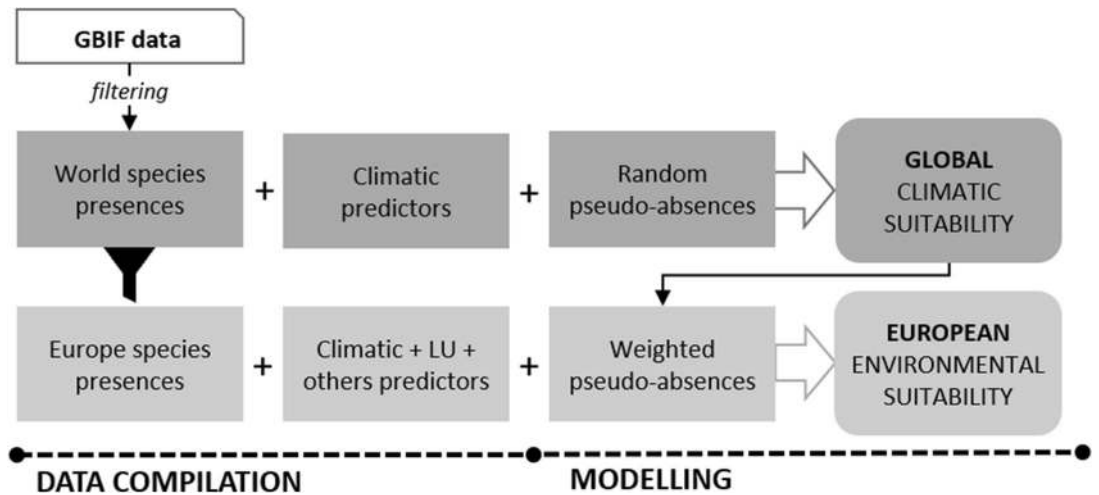 GBIF data
filtering
World species
presences
+
Climatic
predictors
+
Random
pseudo-absences
GLOBAL
CLIMATIC
SUITABILITY
Europe species
presences
+
Climatic + LU +
others predictors
+
Weighted
pseudo-absences
EUROPEAN
ENVIRONMENTAL
SUITABILITY
DATA COMPILATION
MODELLING